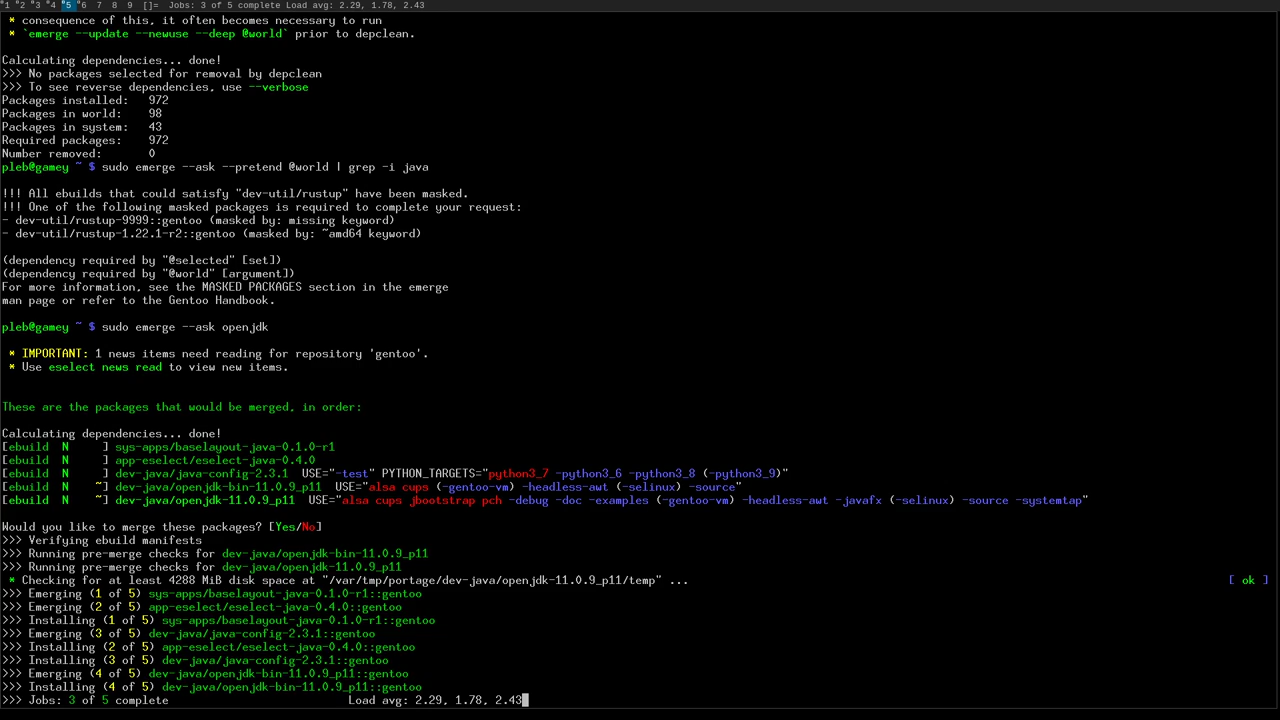 1 2 3 4 5 6 7 8 9 []= Jobs: 3 of 5 complete Load avg: 2.29, 1.78, 2.43
* consequence of this, it often becomes necessary to run
* `emerge --update --newuse --deep @world` prior to depclean.
Calculating dependencies... done!
>>> No packages selected for removal by depclean
>>> To see reverse dependencies, use --verbose
Packages installed: 972
Packages in world: 98
Packages in system: 43
Required packages: 972
Number removed: 0
pleb@gamey ~ $ sudo emerge --ask --pretend @world | grep -i java
!!! All ebuilds that could satisfy "dev-util/rustup" have been masked.
!!! One of the following masked packages is required to complete your request:
- dev-util/rustup-9999::gentoo (masked by: missing keyword)
- dev-util/rustup-1.22.1-r2::gentoo (masked by: ~amd64 keyword)
(dependency required by "@selected" [set])
(dependency required by "@world" [argument])
For more information, see the MASKED PACKAGES section in the emerge
man page or refer to the Gentoo Handbook.
pleb@gamey ~ $ sudo emerge --ask openjdk
* IMPORTANT: 1 news items need reading for repository 'gentoo'.
* Use eselect news read to view new items.
These are the packages that would be merged, in order:
Calculating dependencies... done!
[ebuild N ] sys-apps/baselayout-java-0.1.0-r1
[ebuild N ] app-eselect/eselect-java-0.4.0
[ebuild N ] dev-java/java-config-2.3.1 USE="-test" PYTHON_TARGETS="python3_7 -python3_6 -python3_8 (-python3_9)"
[ebuild N ~] dev-java/openjdk-bin-11.0.9_p11 USE="alsa cups (-gentoo-vm) -headless-awt (-selinux) -source"
[ebuild N ~] dev-java/openjdk-11.0.9_p11 USE="alsa cups jbootstrap pch -debug -doc -examples (-gentoo-vm) -headless-awt -javafx (-selinux) -source -systemtap"
Would you like to merge these packages? [Yes/No]
>>> Verifying ebuild manifests
>>> Running pre-merge checks for dev-java/openjdk-bin-11.0.9_p11
>>> Running pre-merge checks for dev-java/openjdk-11.0.9_p11
* Checking for at least 4288 MiB disk space at "/var/tmp/portage/dev-java/openjdk-11.0.9_p11/temp" ... [ ok ]
>>> Emerging (1 of 5) sys-apps/baselayout-java-0.1.0-r1::gentoo
>>> Emerging (2 of 5) app-eselect/eselect-java-0.4.0::gentoo
>>> Installing (1 of 5) sys-apps/baselayout-java-0.1.0-r1::gentoo
>>> Emerging (3 of 5) dev-java/java-config-2.3.1::gentoo
>>> Installing (2 of 5) app-eselect/eselect-java-0.4.0::gentoo
>>> Installing (3 of 5) dev-java/java-config-2.3.1::gentoo
>>> Emerging (4 of 5) dev-java/openjdk-bin-11.0.9_p11::gentoo
>>> Installing (4 of 5) dev-java/openjdk-bin-11.0.9_p11::gentoo
>>> Jobs: 3 of 5 complete Load avg: 2.29, 1.78, 2.43